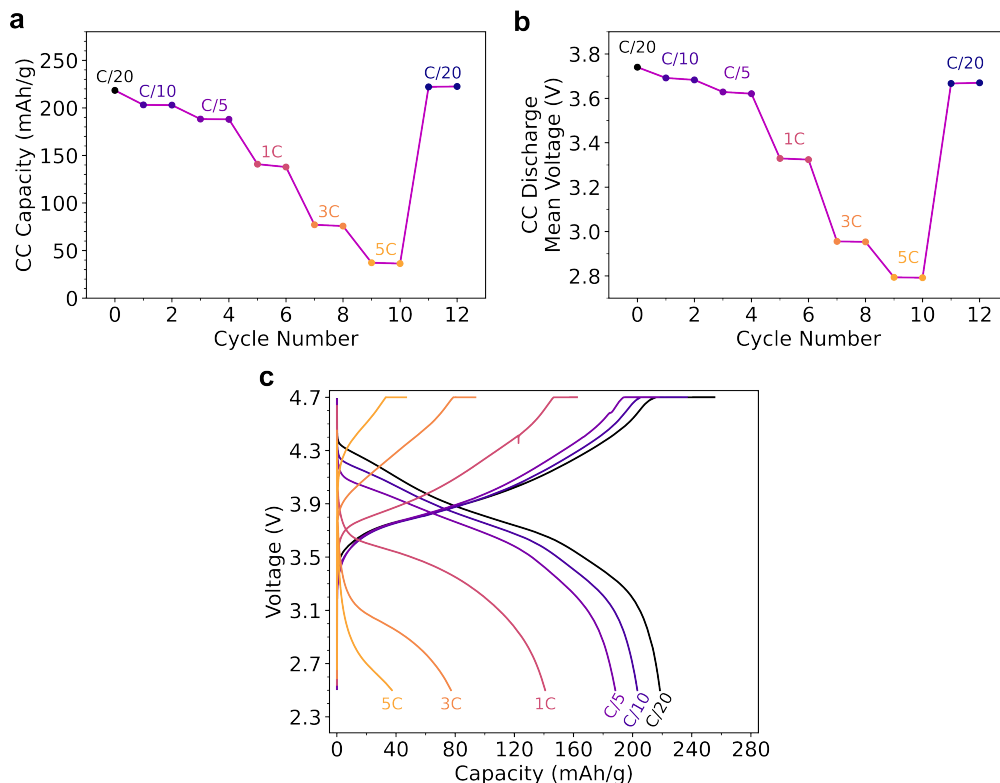 a
CC Capacity (mAh/g)
250
200
150
100
50
0
C/20
C/10
C/5
1C
3C
5C
C/20
0 2 4 6 8 10 12
Cycle Number
b
CC Discharge
Mean Voltage (V)
3.8
3.6
3.4
3.2
3.0
2.8
C/20
C/10
C/5
1C
3C
5C
C/20
0 2 4 6 8 10 12
Cycle Number
c
Voltage (V)
4.7
4.3
3.9
3.5
3.1
2.7
2.3
5C
3C
1C
C/5
C/10
C/20
0 40 80 120 160 200 240 280
Capacity (mAh/g)